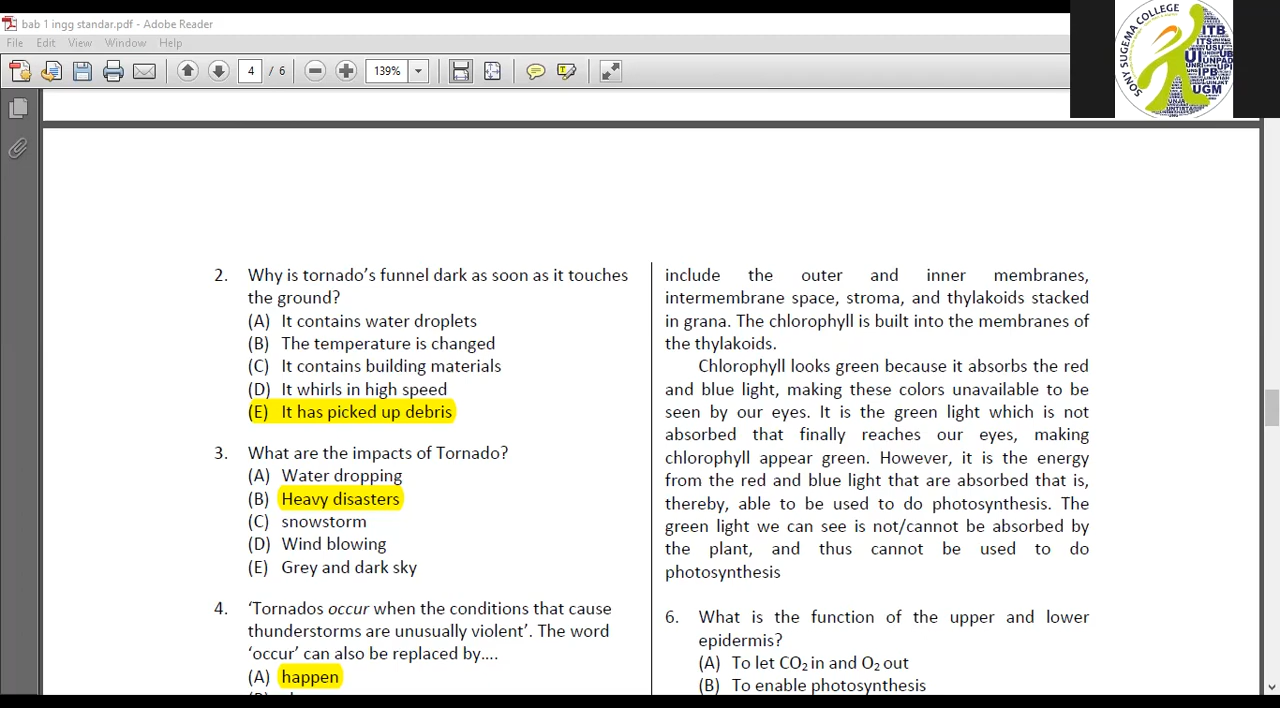 bab 1 ingg standar.pdf - Adobe Reader
File Edit View Window Help
4 / 6 139%
SONY SUGEMA COLLEGE
ITB
UI
IPB
UGM
2. Why is tornado's funnel dark as soon as it touches
the ground?
(A) It contains water droplets
(B) The temperature is changed
(C) It contains building materials
(D) It whirls in high speed
(E) It has picked up debris
3. What are the impacts of Tornado?
(A) Water dropping
(B) Heavy disasters
(C) snowstorm
(D) Wind blowing
(E) Grey and dark sky
4. 'Tornados occur when the conditions that cause
thunderstorms are unusually violent'. The word
'occur' can also be replaced by....
(A) happen
include the outer and inner membranes,
intermembrane space, stroma, and thylakoids stacked
in grana. The chlorophyll is built into the membranes of
the thylakoids.
Chlorophyll looks green because it absorbs the red
and blue light, making these colors unavailable to be
seen by our eyes. It is the green light which is not
absorbed that finally reaches our eyes, making
chlorophyll appear green. However, it is the energy
from the red and blue light that are absorbed that is,
thereby, able to be used to do photosynthesis. The
green light we can see is not/cannot be absorbed by
the plant, and thus cannot be used to do
photosynthesis
6. What is the function of the upper and lower
epidermis?
(A) To let CO₂ in and O₂ out
(B) To enable photosynthesis